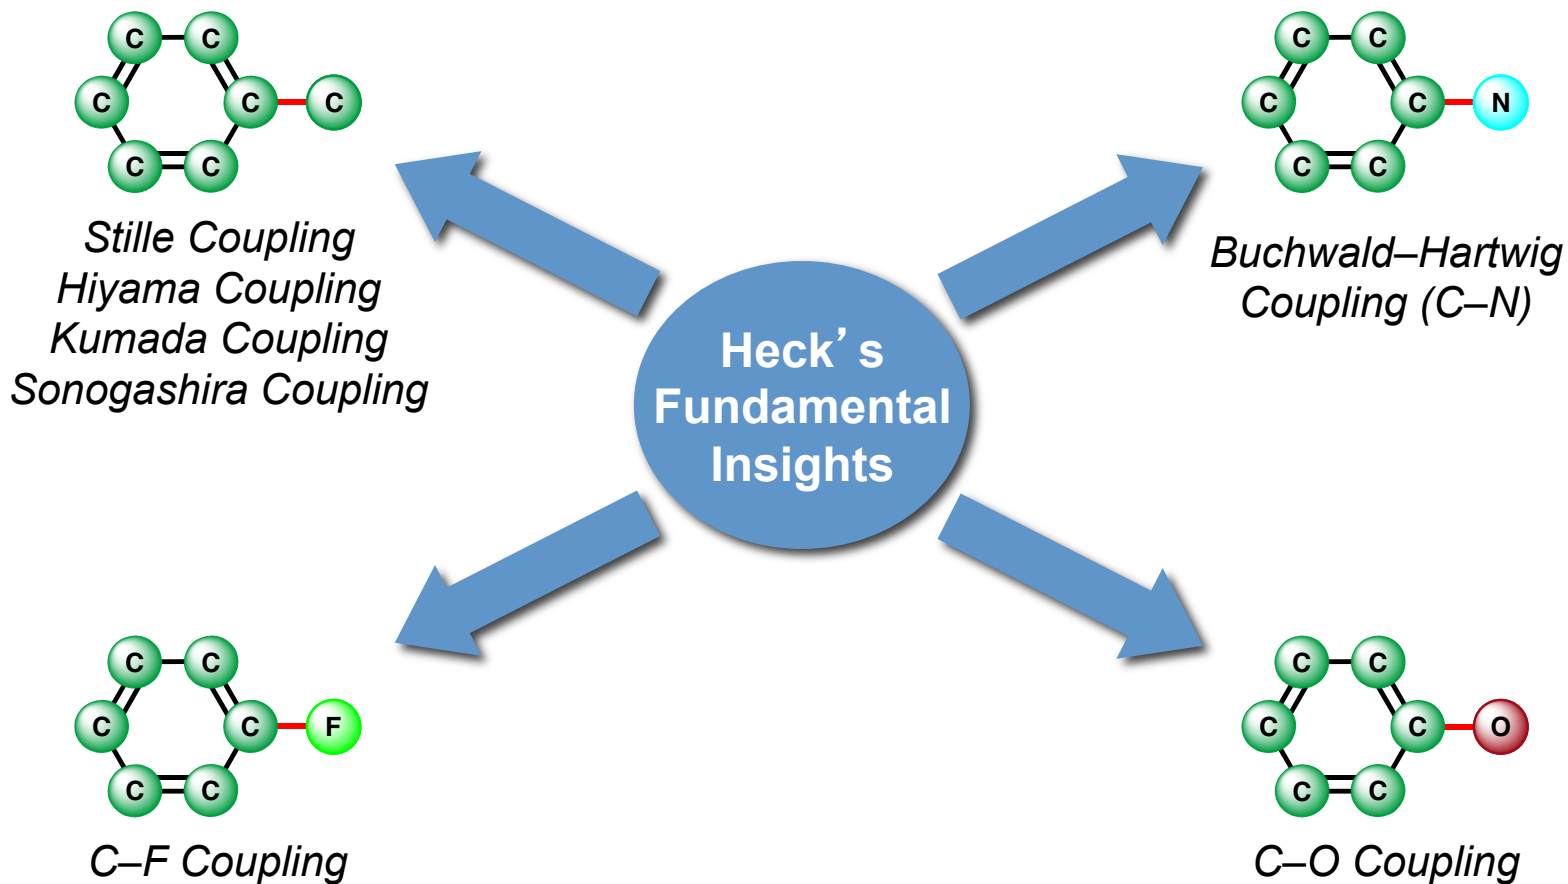 C C
C C C
C C
Stille Coupling
Hiyama Coupling
Kumada Coupling
Sonogashira Coupling
C C
C C N
C C
Buchwald–Hartwig
Coupling (C–N)
Heck’s
Fundamental
Insights
C C
C C F
C C
C–F Coupling
C C
C C O
C C
C–O Coupling